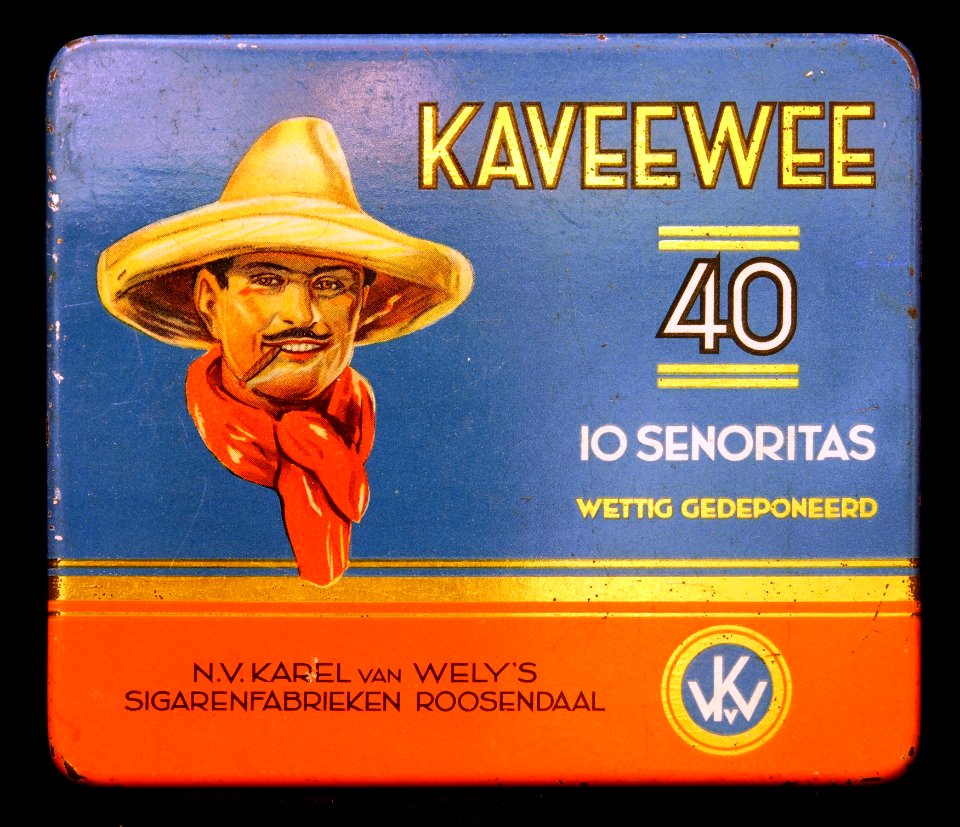 KAVEEWEE
40
10 SENORITAS
WETTIG GEDEPONEERD
N.V. KAREL VAN WELY'S
SIGARENFABRIEKEN ROOSENDAAL
KvW